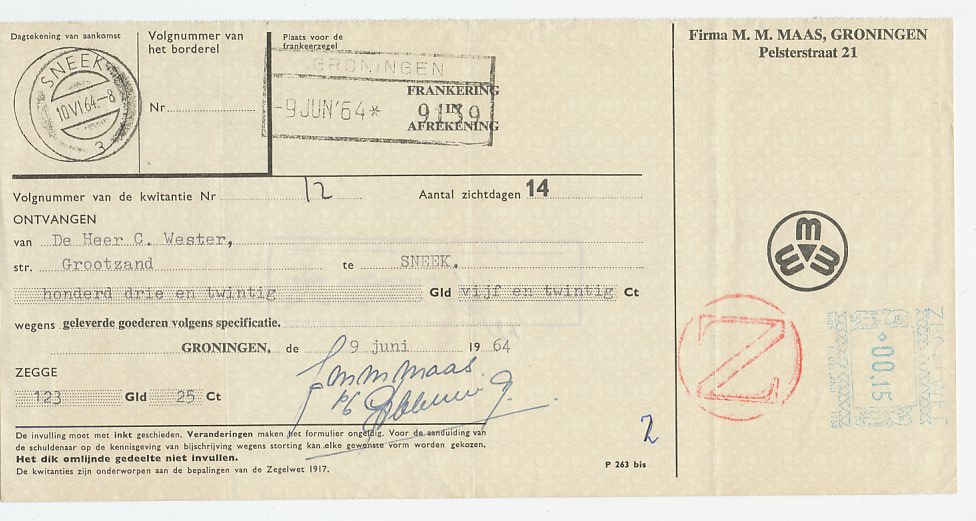 Dagtekening van aankomst
SNEEK
10 VI 64.-8
3
Volgnummer van
het borderel
Nr
Plaats voor de
frankeerzegel
GRONINGEN
-9 JUN '64 *
FRANKERING
IN
AFREKENING
9139
Firma M. M. MAAS, GRONINGEN
Pelsterstraat 21
Volgnummer van de kwitantie Nr 12
Aantal zichtdagen 14
ONTVANGEN
van De Heer C. Wester,
str. Grootzand te SNEEK.
honderd drie en twintig Gld vijf en twintig Ct
wegens geleverde goederen volgens specificatie.
GRONINGEN, de 9 juni 19 64
ZEGGE
123 Gld 25 Ct
M M Maas
De invulling moet met inkt geschieden. Veranderingen maken het formulier ongeldig. Voor de aanduiding van
de schuldenaar op de kennisgeving van bijschrijving wegens storting kan elke gewenste vorm worden gekozen.
Het dik omlijnde gedeelte niet invullen.
De kwitanties zijn onderworpen aan de bepalingen van de Zegelwet 1917.
P 263 bis
2
MMM
Z
00,15